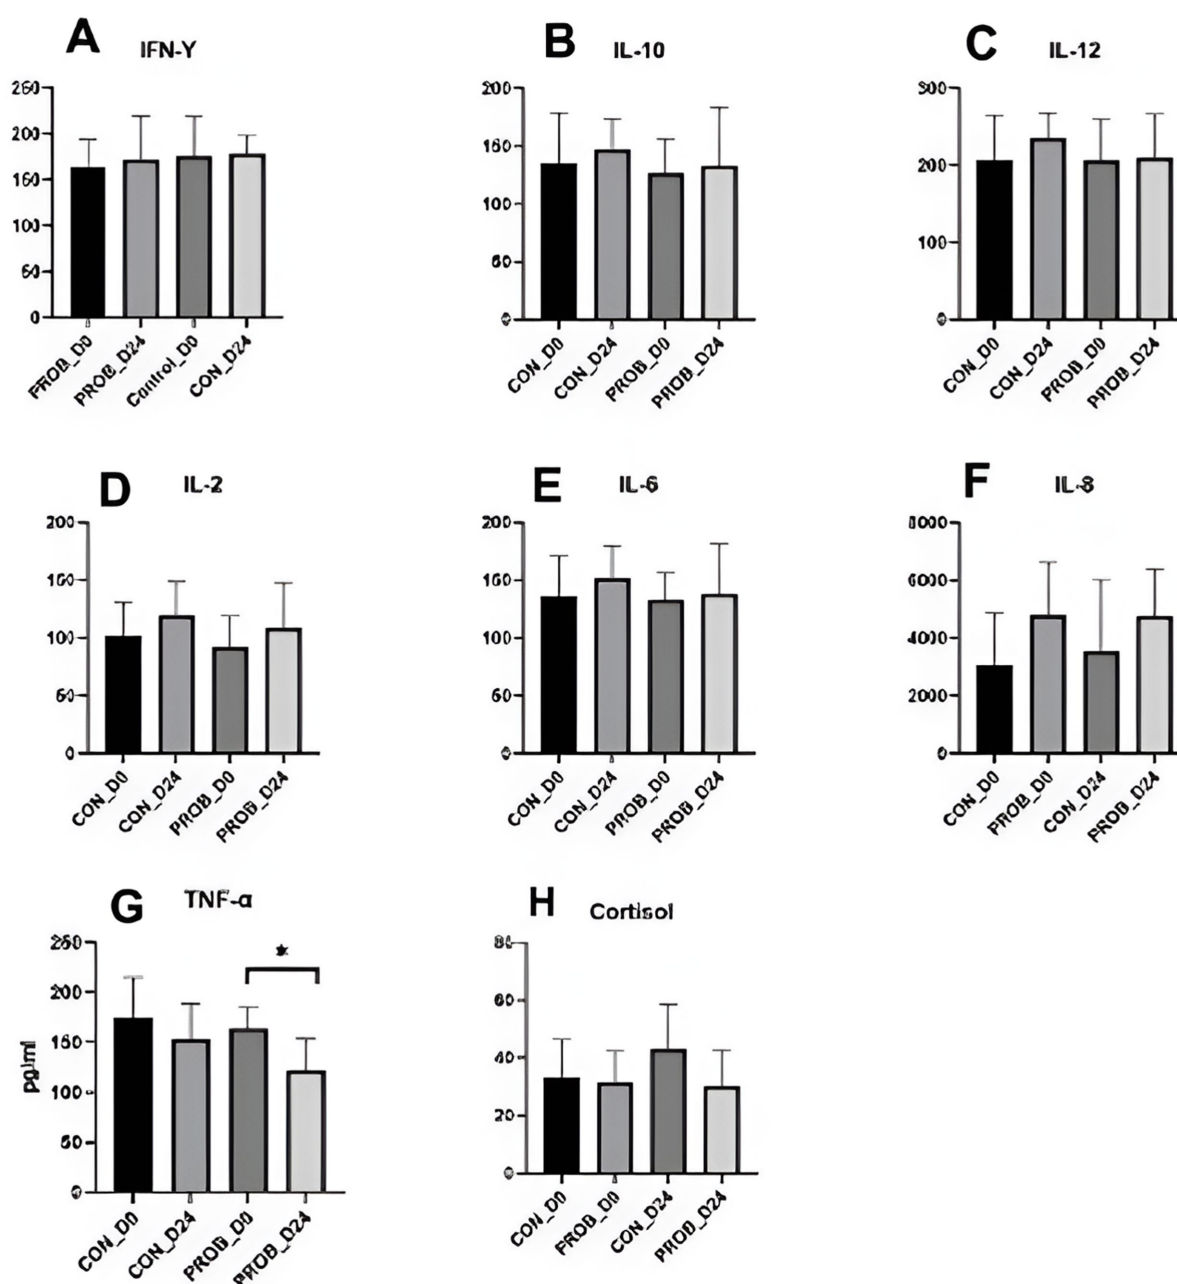 A
IFN-Y
250
200
150
100
50
0
PROB_D0
PROB_D24
Control_D0
CON_D24
B
IL-10
200
150
100
50
0
CON_D0
CON_D24
PROB_D0
PROB_D24
C
IL-12
300
200
100
0
CON_D0
CON_D24
PROB_D0
PROB_D24
D
IL-2
200
150
100
50
0
CON_D0
CON_D24
PROB_D0
PROB_D24
E
IL-6
200
150
100
50
0
CON_D0
CON_D24
PROB_D0
PROB_D24
F
IL-8
8000
6000
4000
2000
0
CON_D0
PROB_D0
CON_D24
PROB_D24
G
TNF-α
250
200
150
100
50
0
pg/ml
*
CON_D0
CON_D24
PROB_D0
PROB_D24
H
Cortisol
60
40
20
0
CON_D0
PROB_D0
CON_D24
PROB_D24